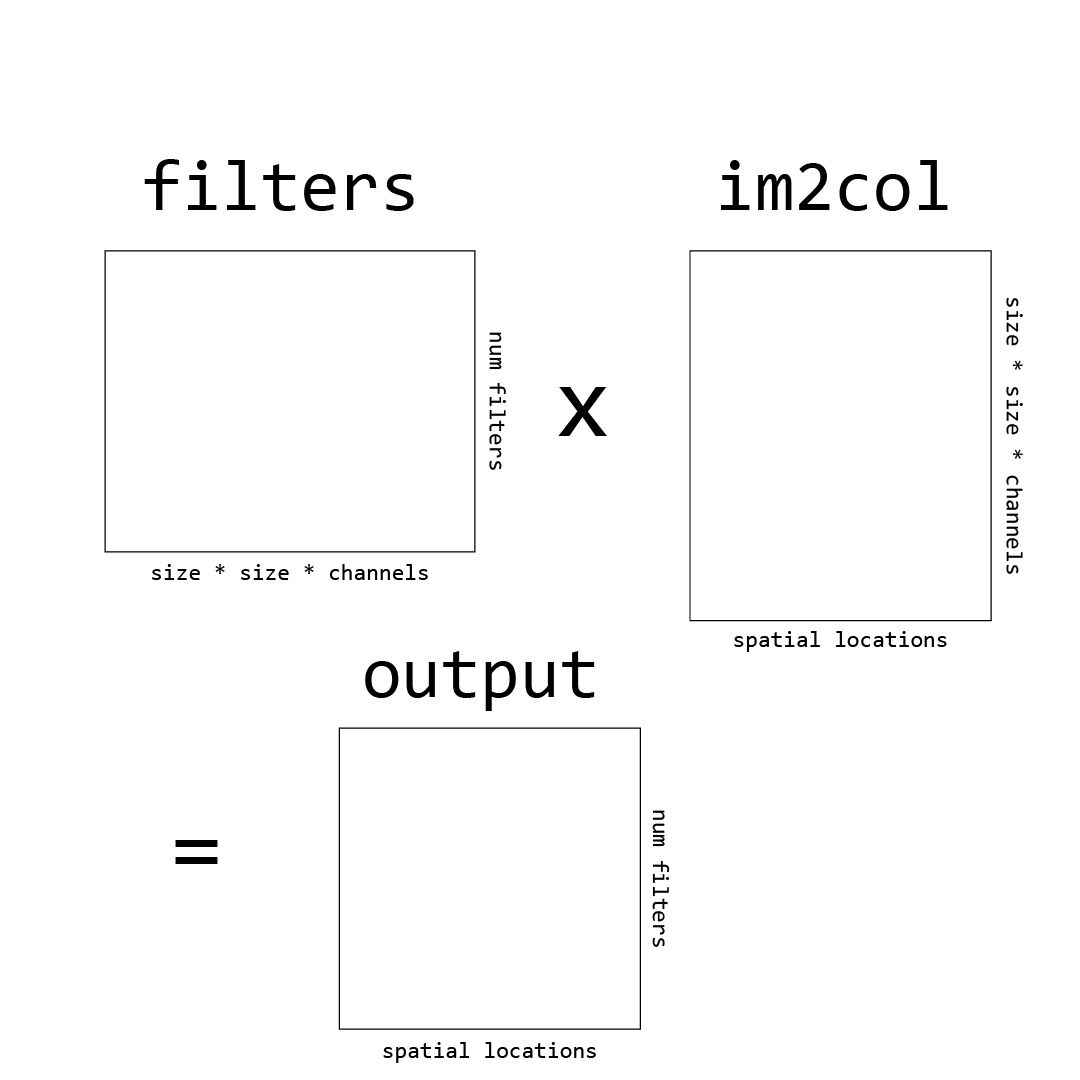 filters
im2col
num filters
x
size * size * channels
size * size * channels
spatial locations
output
=
num filters
spatial locations